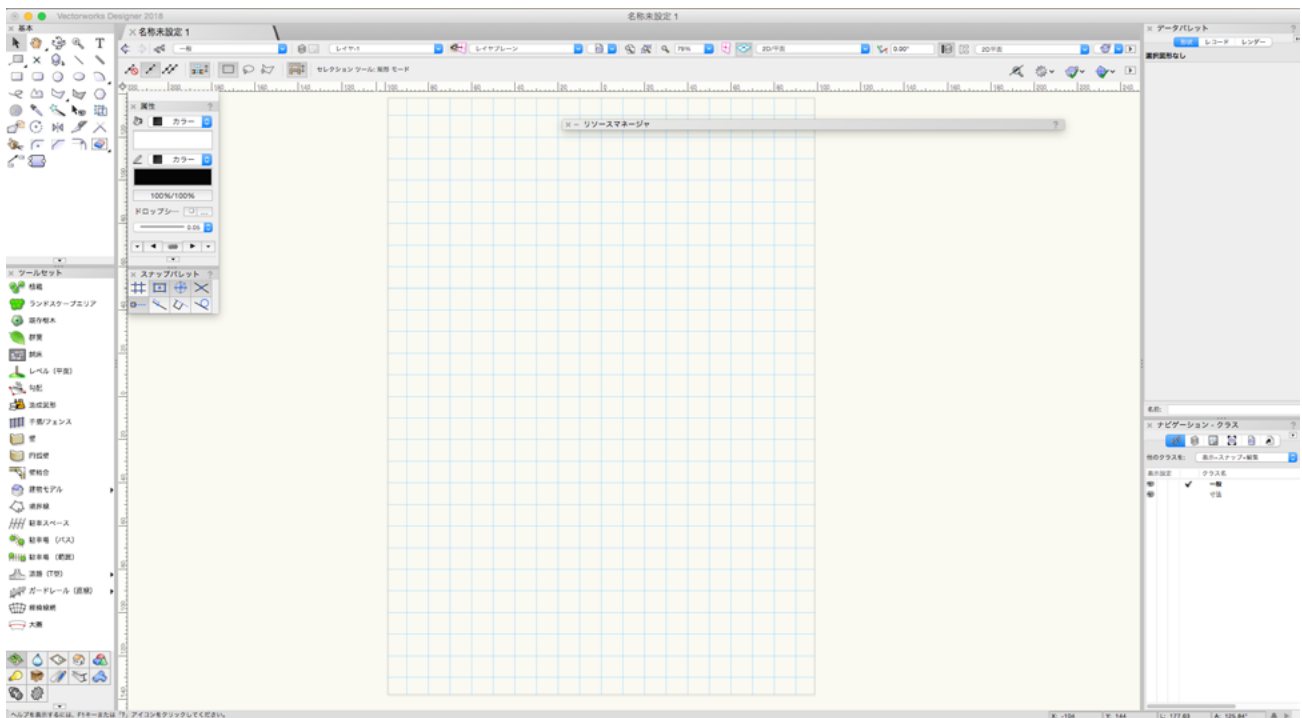 Vectorworks Designer 2018
名称未設定 1
基本
名称未設定 1
一般
レイヤ-1
レイヤプレーン
79%
2D/平面
0.00°
2D平面
セレクション ツール: 矩形 モード
属性
?
カラー
カラー
100%/100%
ドロップシ…
0.05
スナップパレット
?
リソースマネージャ
?
ツールセット
植栽
ランドスケープエリア
既存樹木
レベル (平面)
勾配
造成図形
手摺/フェンス
壁
円弧壁
壁結合
建物モデル
境界線
駐車スペース
駐車場 (パス)
駐車場 (範囲)
道路 (T型)
ガードレール (直線)
ヘルプを表示するには、F1キーまたは「?」アイコンをクリックしてください。
データパレット
?
形状
レコード
レンダー
選択図形なし
名前:
ナビゲーション - クラス
?
他のクラスを:
表示+スナップ+編集
表示設定
クラス名
一般
寸法
X: -104
Y: 144
L: 177.63
A: 125.84°